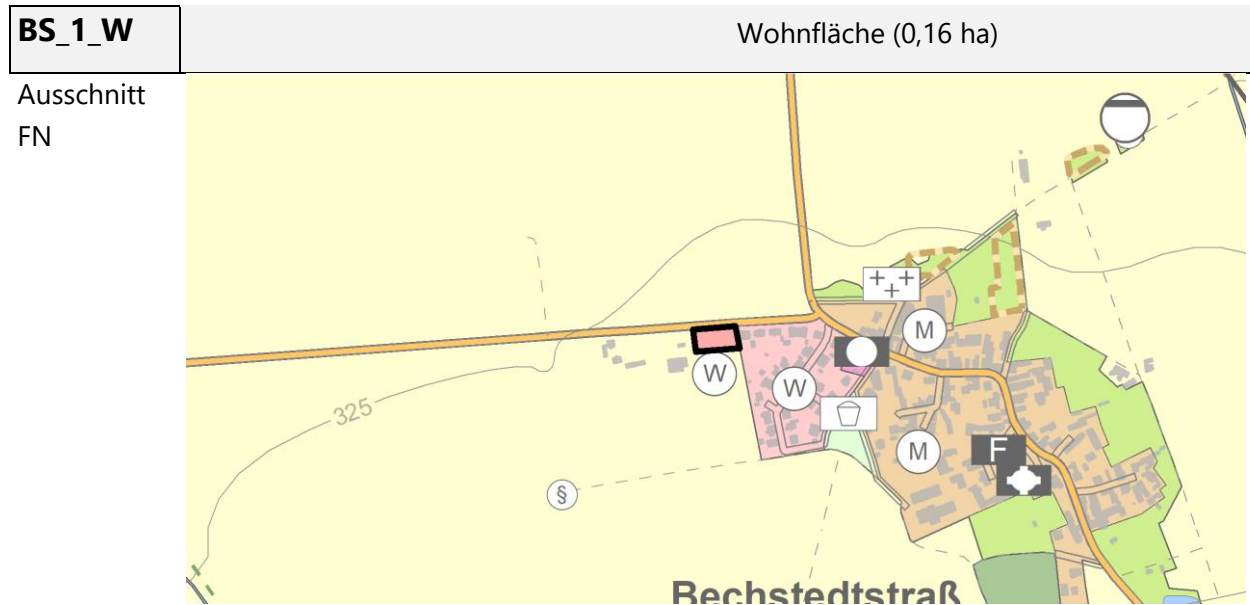 BS_1_W
Wohnfläche (0,16 ha)
Ausschnitt
FN
M
W
W
325
M
F
§
Bechstedtstraß